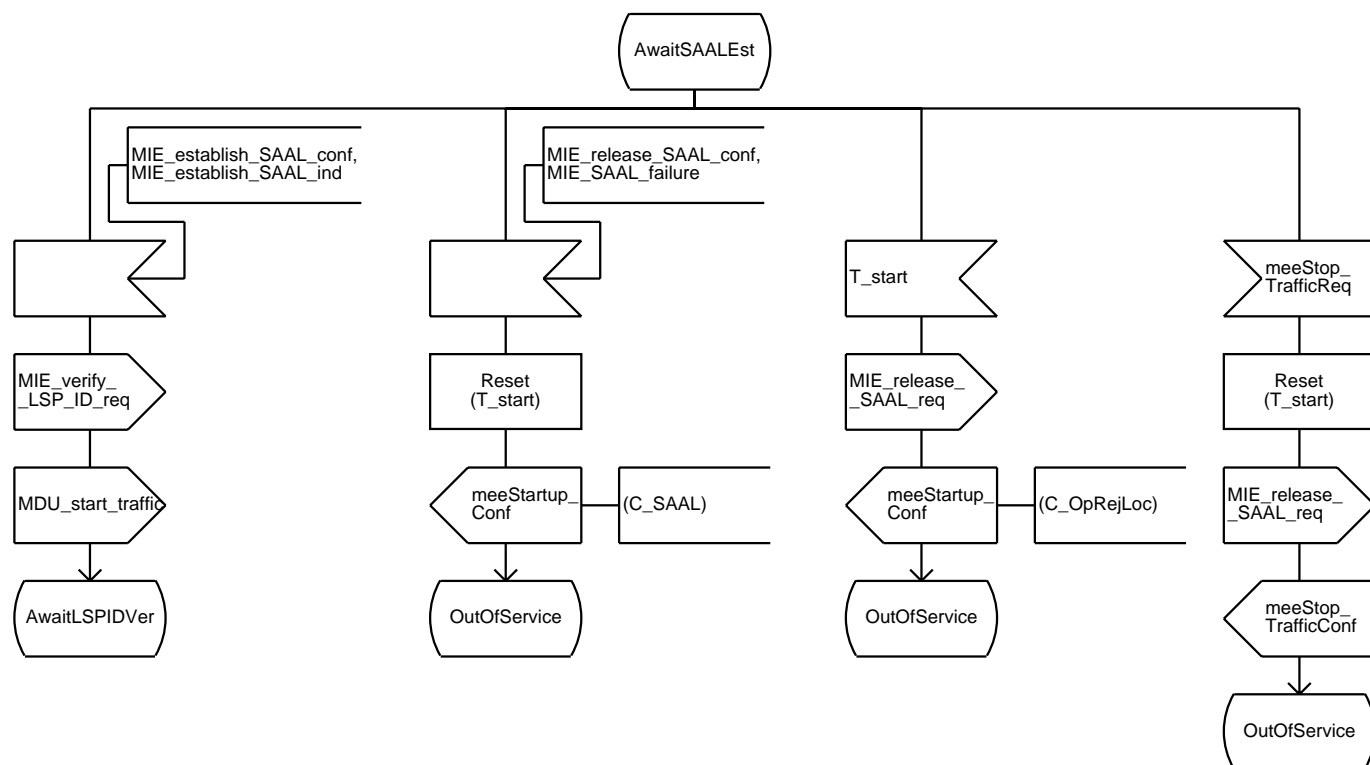 AwaitSAALEst
MIE_establish_SAAL_conf,
MIE_establish_SAAL_ind
MIE_release_SAAL_conf,
MIE_SAAL_failure
T_start
meeStop_
TrafficReq
MIE_verify_
_LSP_ID_req
Reset
(T_start)
MIE_release_
_SAAL_req
Reset
(T_start)
MDU_start_traffic
meeStartup_
Conf
(C_SAAL)
meeStartup_
Conf
(C_OpRejLoc)
MIE_release_
_SAAL_req
AwaitLSPIDVer
OutOfService
OutOfService
meeStop_
TrafficConf
OutOfService